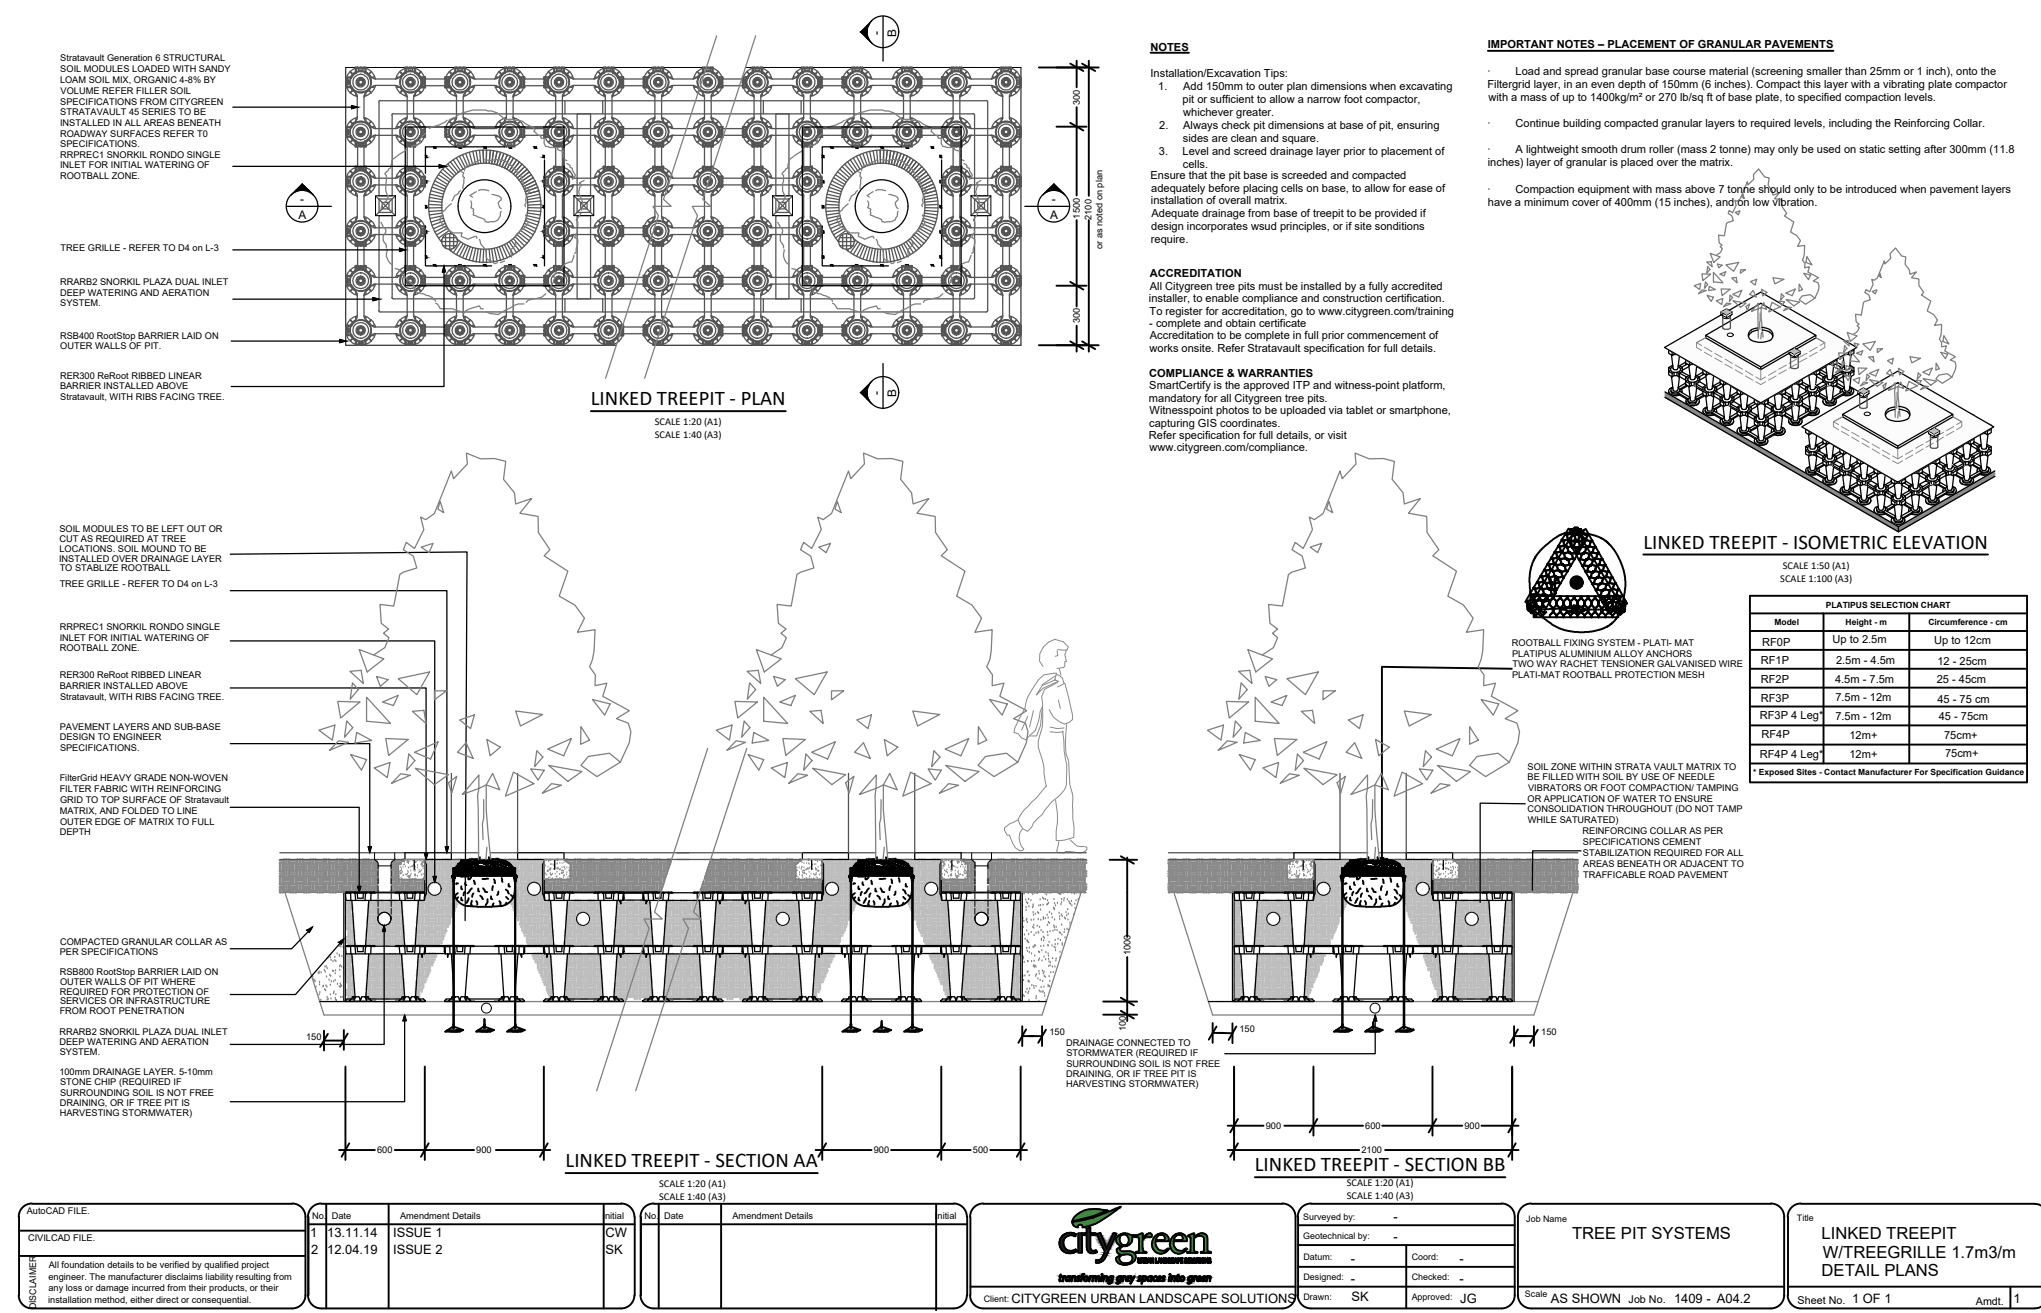 Stratavault Generation 6 STRUCTURAL
SOIL MODULES LOADED WITH SANDY
LOAM SOIL MIX, ORGANIC 4-8% BY
VOLUME REFER FILLER SOIL
SPECIFICATIONS FROM CITYGREEN
STRATAVAULT 45 SERIES TO BE
INSTALLED IN ALL AREAS BENEATH
ROADWAY SURFACES REFER T0
SPECIFICATIONS.
RRPREC1 SNORKIL RONDO SINGLE
INLET FOR INITIAL WATERING OF
ROOTBALL ZONE.
TREE GRILLE - REFER TO D4 on L-3
RRARB2 SNORKIL PLAZA DUAL INLET
DEEP WATERING AND AERATION
SYSTEM.
RSB400 RootStop BARRIER LAID ON
OUTER WALLS OF PIT.
RER300 ReRoot RIBBED LINEAR
BARRIER INSTALLED ABOVE
Stratavault, WITH RIBS FACING TREE.
-
B
-
A
-
A
-
B
300
1500
2100
or as noted on plan
300
LINKED TREEPIT - PLAN
SCALE 1:20 (A1)
SCALE 1:40 (A3)
NOTES
Installation/Excavation Tips:
1. Add 150mm to outer plan dimensions when excavating
pit or sufficient to allow a narrow foot compactor,
whichever greater.
2. Always check pit dimensions at base of pit, ensuring
sides are clean and square.
3. Level and screed drainage layer prior to placement of
cells.
Ensure that the pit base is screeded and compacted
adequately before placing cells on base, to allow for ease of
installation of overall matrix.
Adequate drainage from base of treepit to be provided if
design incorporates wsud principles, or if site sonditions
require.
ACCREDITATION
All Citygreen tree pits must be installed by a fully accredited
installer, to enable compliance and construction certification.
To register for accreditation, go to www.citygreen.com/training
- complete and obtain certificate
Accreditation to be complete in full prior commencement of
works onsite. Refer Stratavault specification for full details.
COMPLIANCE & WARRANTIES
SmartCertify is the approved ITP and witness-point platform,
mandatory for all Citygreen tree pits.
Witnesspoint photos to be uploaded via tablet or smartphone,
capturing GIS coordinates.
Refer specification for full details, or visit
www.citygreen.com/compliance.
IMPORTANT NOTES – PLACEMENT OF GRANULAR PAVEMENTS
· Load and spread granular base course material (screening smaller than 25mm or 1 inch), onto the
Filtergrid layer, in an even depth of 150mm (6 inches). Compact this layer with a vibrating plate compactor
with a mass of up to 1400kg/m² or 270 lb/sq ft of base plate, to specified compaction levels.
· Continue building compacted granular layers to required levels, including the Reinforcing Collar.
· A lightweight smooth drum roller (mass 2 tonne) may only be used on static setting after 300mm (11.8
inches) layer of granular is placed over the matrix.
· Compaction equipment with mass above 7 tonne should only to be introduced when pavement layers
have a minimum cover of 400mm (15 inches), and on low vibration.
LINKED TREEPIT - ISOMETRIC ELEVATION
SCALE 1:50 (A1)
SCALE 1:100 (A3)
SOIL MODULES TO BE LEFT OUT OR
CUT AS REQUIRED AT TREE
LOCATIONS. SOIL MOUND TO BE
INSTALLED OVER DRAINAGE LAYER
TO STABLIZE ROOTBALL
TREE GRILLE - REFER TO D4 on L-3
RRPREC1 SNORKIL RONDO SINGLE
INLET FOR INITIAL WATERING OF
ROOTBALL ZONE.
RER300 ReRoot RIBBED LINEAR
BARRIER INSTALLED ABOVE
Stratavault, WITH RIBS FACING TREE.
PAVEMENT LAYERS AND SUB-BASE
DESIGN TO ENGINEER
SPECIFICATIONS.
FilterGrid HEAVY GRADE NON-WOVEN
FILTER FABRIC WITH REINFORCING
GRID TO TOP SURFACE OF Stratavault
MATRIX, AND FOLDED TO LINE
OUTER EDGE OF MATRIX TO FULL
DEPTH
COMPACTED GRANULAR COLLAR AS
PER SPECIFICATIONS
RSB800 RootStop BARRIER LAID ON
OUTER WALLS OF PIT WHERE
REQUIRED FOR PROTECTION OF
SERVICES OR INFRASTRUCTURE
FROM ROOT PENETRATION
RRARB2 SNORKIL PLAZA DUAL INLET
DEEP WATERING AND AERATION
SYSTEM.
100mm DRAINAGE LAYER. 5-10mm
STONE CHIP (REQUIRED IF
SURROUNDING SOIL IS NOT FREE
DRAINING, OR IF TREE PIT IS
HARVESTING STORMWATER)
150
150
1000
100
600
900
900
500
LINKED TREEPIT - SECTION AA
SCALE 1:20 (A1)
SCALE 1:40 (A3)
ROOTBALL FIXING SYSTEM - PLATI- MAT
PLATIPUS ALUMINIUM ALLOY ANCHORS
TWO WAY RACHET TENSIONER GALVANISED WIRE
PLATI-MAT ROOTBALL PROTECTION MESH
PLATIPUS SELECTION CHART
Model Height - m Circumference - cm
RF0P Up to 2.5m Up to 12cm
RF1P 2.5m - 4.5m 12 - 25cm
RF2P 4.5m - 7.5m 25 - 45cm
RF3P 7.5m - 12m 45 - 75 cm
RF3P 4 Leg* 7.5m - 12m 45 - 75cm
RF4P 12m+ 75cm+
RF4P 4 Leg* 12m+ 75cm+
* Exposed Sites - Contact Manufacturer For Specification Guidance
SOIL ZONE WITHIN STRATA VAULT MATRIX TO
BE FILLED WITH SOIL BY USE OF NEEDLE
VIBRATORS OR FOOT COMPACTION/ TAMPING
OR APPLICATION OF WATER TO ENSURE
CONSOLIDATION THROUGHOUT (DO NOT TAMP
WHILE SATURATED)
REINFORCING COLLAR AS PER
SPECIFICATIONS CEMENT
STABILIZATION REQUIRED FOR ALL
AREAS BENEATH OR ADJACENT TO
TRAFFICABLE ROAD PAVEMENT
DRAINAGE CONNECTED TO
STORMWATER (REQUIRED IF
SURROUNDING SOIL IS NOT FREE
DRAINING, OR IF TREE PIT IS
HARVESTING STORMWATER)
150
150
900
600
900
2100
LINKED TREEPIT - SECTION BB
SCALE 1:20 (A1)
SCALE 1:40 (A3)
AutoCAD FILE.
CIVILCAD FILE.
DISCLAIMER
All foundation details to be verified by qualified project
engineer. The manufacturer disclaims liability resulting from
any loss or damage incurred from their products, or their
installation method, either direct or consequential.
No. Date Amendment Details nitial
1 13.11.14 ISSUE 1 CW
2 12.04.19 ISSUE 2 SK
No. Date Amendment Details nitial
citygreen
URBAN LANDSCAPE SOLUTIONS
transforming grey spaces into green
Client: CITYGREEN URBAN LANDSCAPE SOLUTIONS
Surveyed by: -
Geotechnical by: -
Datum: - Coord: -
Designed: - Checked: -
Drawn: SK Approved: JG
Job Name
TREE PIT SYSTEMS
Scale AS SHOWN Job No. 1409 - A04.2
Title
LINKED TREEPIT
W/TREEGRILLE 1.7m3/m
DETAIL PLANS
Sheet No. 1 OF 1 Amdt. 1